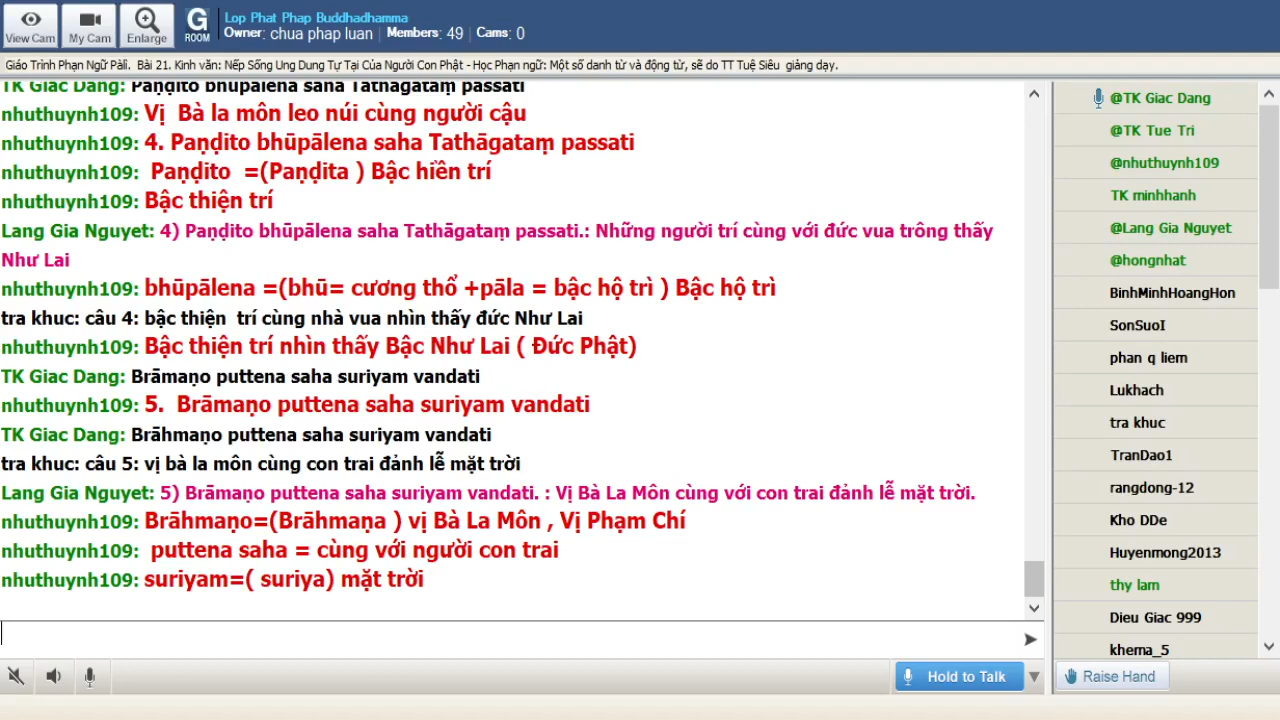 View Cam
My Cam
Enlarge
G
ROOM
Lop Phat Phap Buddhadhamma
Owner: chua phap luan | Members: 49 | Cams: 0
Giáo Trình Phạn Ngữ Pàli. Bài 21. Kinh văn: Nếp Sống Ung Dung Tự Tại Của Người Con Phật - Học Phạn ngữ: Một số danh từ và động từ, sẽ do TT Tuệ Siêu giảng dạy.
TK Giac Dang: Paṇḍito bhūpālena saha Tathāgataṃ passati
nhuthuynh109: Vị Bà la môn leo núi cùng người cậu
nhuthuynh109: 4. Paṇḍito bhūpālena saha Tathāgataṃ passati
nhuthuynh109: Paṇḍito =(Paṇḍita ) Bậc hiền trí
nhuthuynh109: Bậc thiện trí
Lang Gia Nguyet: 4) Paṇḍito bhūpālena saha Tathāgataṃ passati.: Những người trí cùng với đức vua trông thấy
Như Lai
nhuthuynh109: bhūpālena =(bhū= cương thổ +pāla = bậc hộ trì ) Bậc hộ trì
tra khuc: câu 4: bậc thiện trí cùng nhà vua nhìn thấy đức Như Lai
nhuthuynh109: Bậc thiện trí nhìn thấy Bậc Như Lai ( Đức Phật)
TK Giac Dang: Brāmaṇo puttena saha suriyam vandati
nhuthuynh109: 5. Brāmaṇo puttena saha suriyam vandati
TK Giac Dang: Brāhmaṇo puttena saha suriyam vandati
tra khuc: câu 5: vị bà la môn cùng con trai đảnh lễ mặt trời
Lang Gia Nguyet: 5) Brāmaṇo puttena saha suriyam vandati. : Vị Bà La Môn cùng với con trai đảnh lễ mặt trời.
nhuthuynh109: Brāhmaṇo=(Brāhmaṇa ) vị Bà La Môn , Vị Phạm Chí
nhuthuynh109: puttena saha = cùng với người con trai
nhuthuynh109: suriyam=( suriya) mặt trời
@TK Giac Dang
@TK Tue Tri
@nhuthuynh109
TK minhhanh
@Lang Gia Nguyet
@hongnhat
BinhMinhHoangHon
SonSuoI
phan q liem
Lukhach
tra khuc
TranDao1
rangdong-12
Kho DDe
Huyenmong2013
thy lam
Dieu Giac 999
khema_5
Hold to Talk
Raise Hand